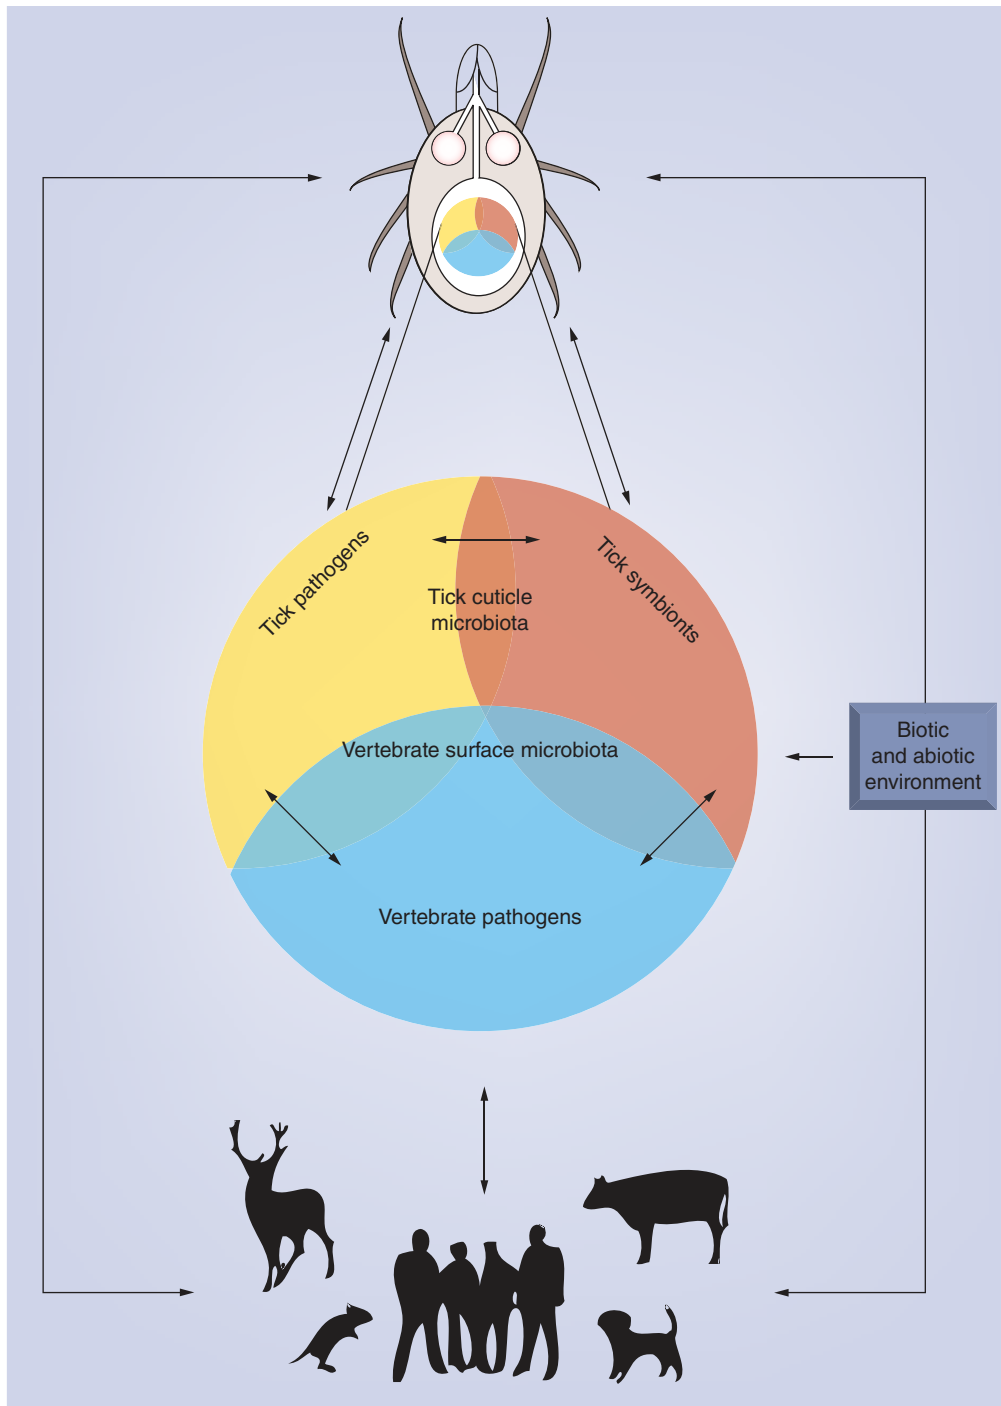 Tick pathogens
Tick cuticle
microbiota
Tick symbionts
Vertebrate surface microbiota
Biotic
and abiotic
environment
Vertebrate pathogens